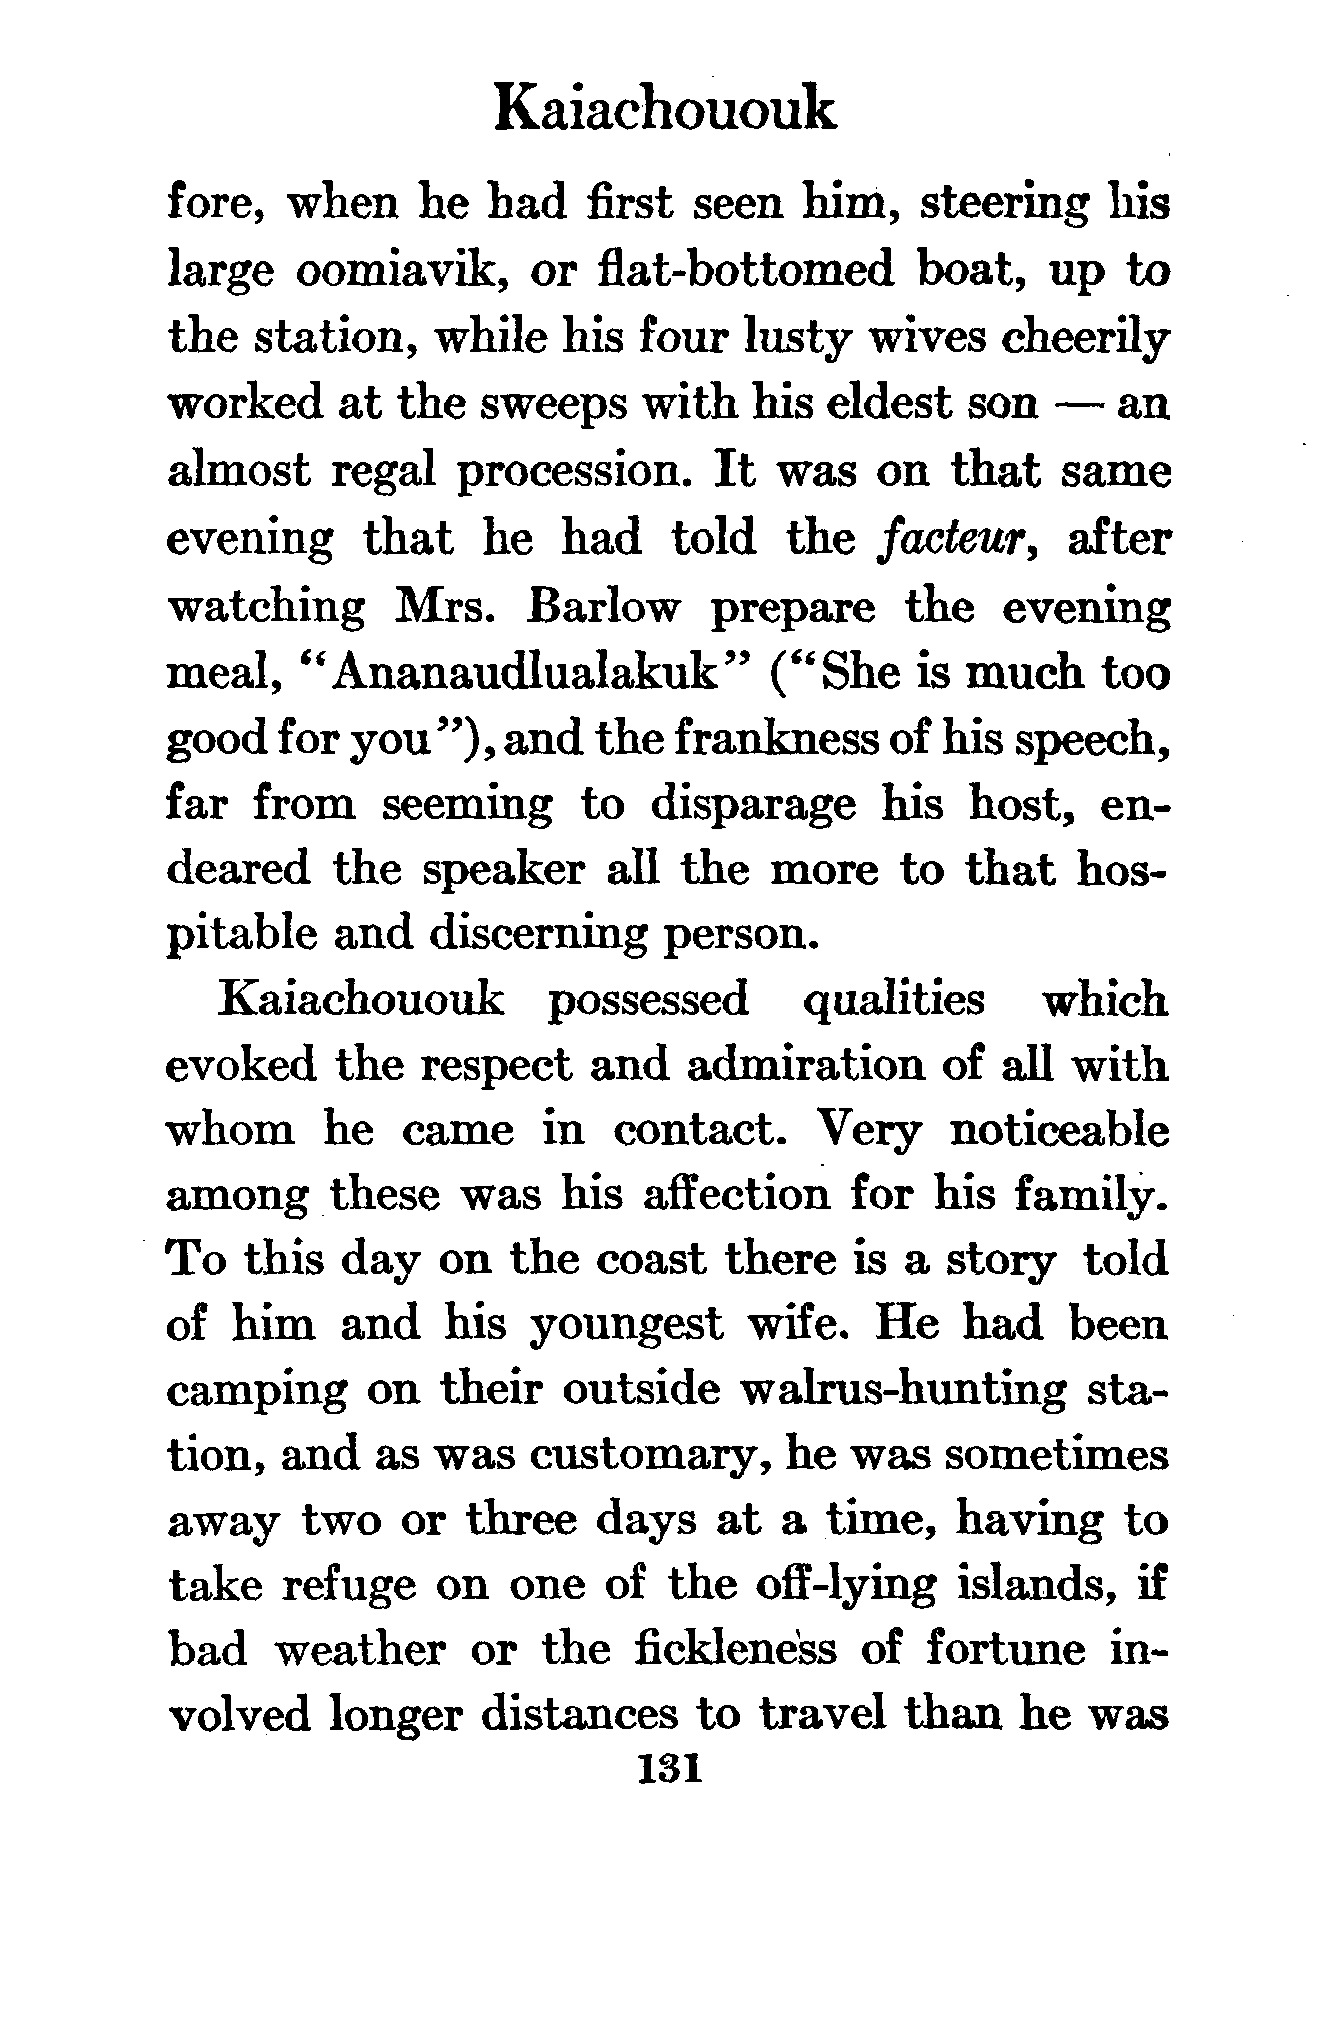 Kaiachououk
fore, when he had first seen him, steering his
large oomiavik, or flat-bottomed boat, up to
the station, while his four lusty wives cheerily
worked at the sweeps with his eldest son — an
almost regal procession. It was on that same
evening that he had told the facteur, after
watching Mrs. Barlow prepare the evening
meal, “Ananaudlualakuk” (“She is much too
good for you”), and the frankness of his speech,
far from seeming to disparage his host, en-
deared the speaker all the more to that hos-
pitable and discerning person.
Kaiachououk possessed qualities which
evoked the respect and admiration of all with
whom he came in contact. Very noticeable
among these was his affection for his family.
To this day on the coast there is a story told
of him and his youngest wife. He had been
camping on their outside walrus-hunting sta-
tion, and as was customary, he was sometimes
away two or three days at a time, having to
take refuge on one of the off-lying islands, if
bad weather or the fickleness of fortune in-
volved longer distances to travel than he was
131